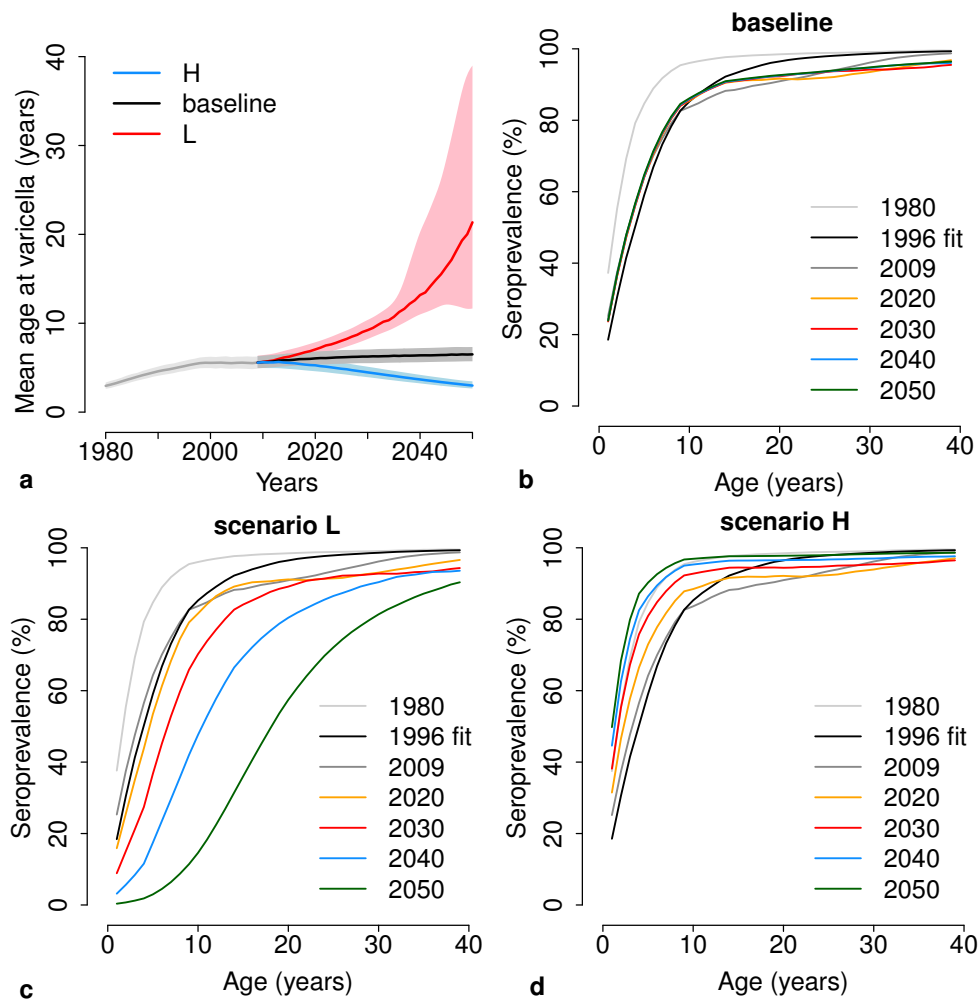 Mean age at varicella (years)
40
30
20
10
0
H
baseline
L
1980
2000
2020
2040
Years
a
baseline
Seroprevalence (%)
100
80
60
40
20
0
1980
1996 fit
2009
2020
2030
2040
2050
0
10
20
30
40
Age (years)
b
scenario L
Seroprevalence (%)
100
80
60
40
20
0
1980
1996 fit
2009
2020
2030
2040
2050
0
10
20
30
40
Age (years)
c
scenario H
Seroprevalence (%)
100
80
60
40
20
0
1980
1996 fit
2009
2020
2030
2040
2050
0
10
20
30
40
Age (years)
d